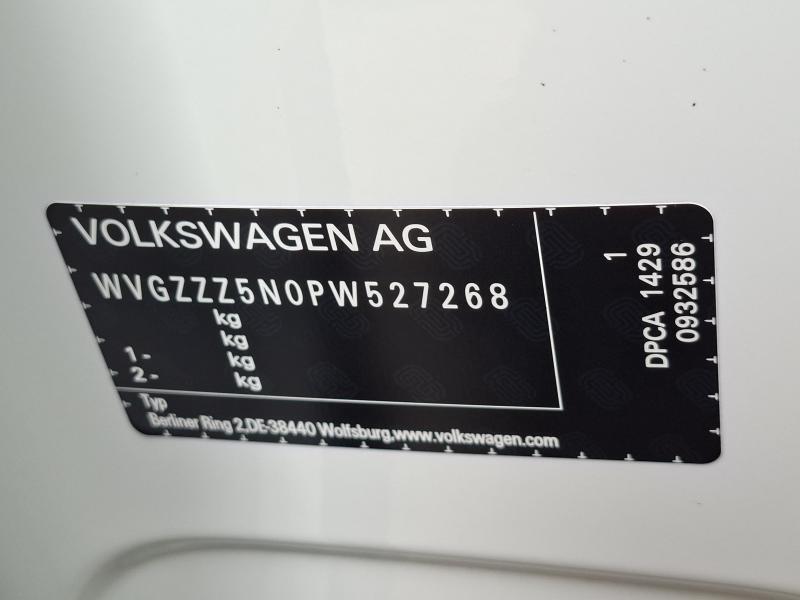 VOLKSWAGEN AG
WVGZZZ5N0PW527268
kg
kg
1- kg
2- kg
Typ
Berliner Ring 2,DE-38440 Wolfsburg.www.volkswagen.com
1
DPCA 1429
0932586